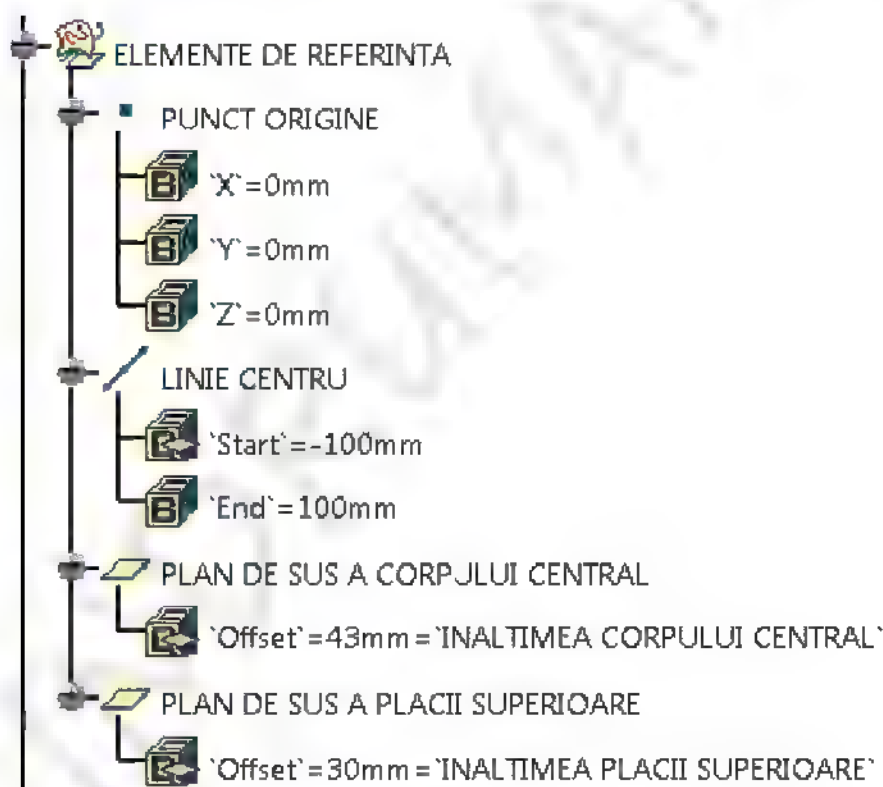 ELEMENTE DE REFERINTA
PUNCT ORIGINE
`X`=0mm
`Y`=0mm
`Z`=0mm
LINIE CENTRU
`Start`=-100mm
`End`=100mm
PLAN DE SUS A CORPULUI CENTRAL
`Offset`=43mm=`INALTIMEA CORPULUI CENTRAL`
PLAN DE SUS A PLACII SUPERIOARE
`Offset`=30mm=`INALTIMEA PLACII SUPERIOARE`